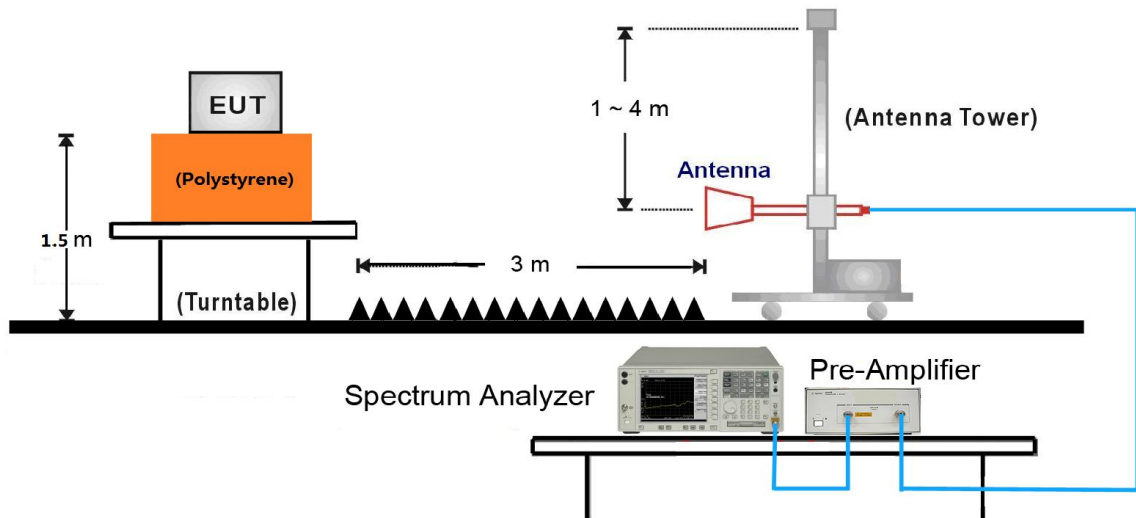 EUT
(Polystyrene)
1.5 m
(Turntable)
3 m
1 ~ 4 m
Antenna
(Antenna Tower)
Spectrum Analyzer
Pre-Amplifier